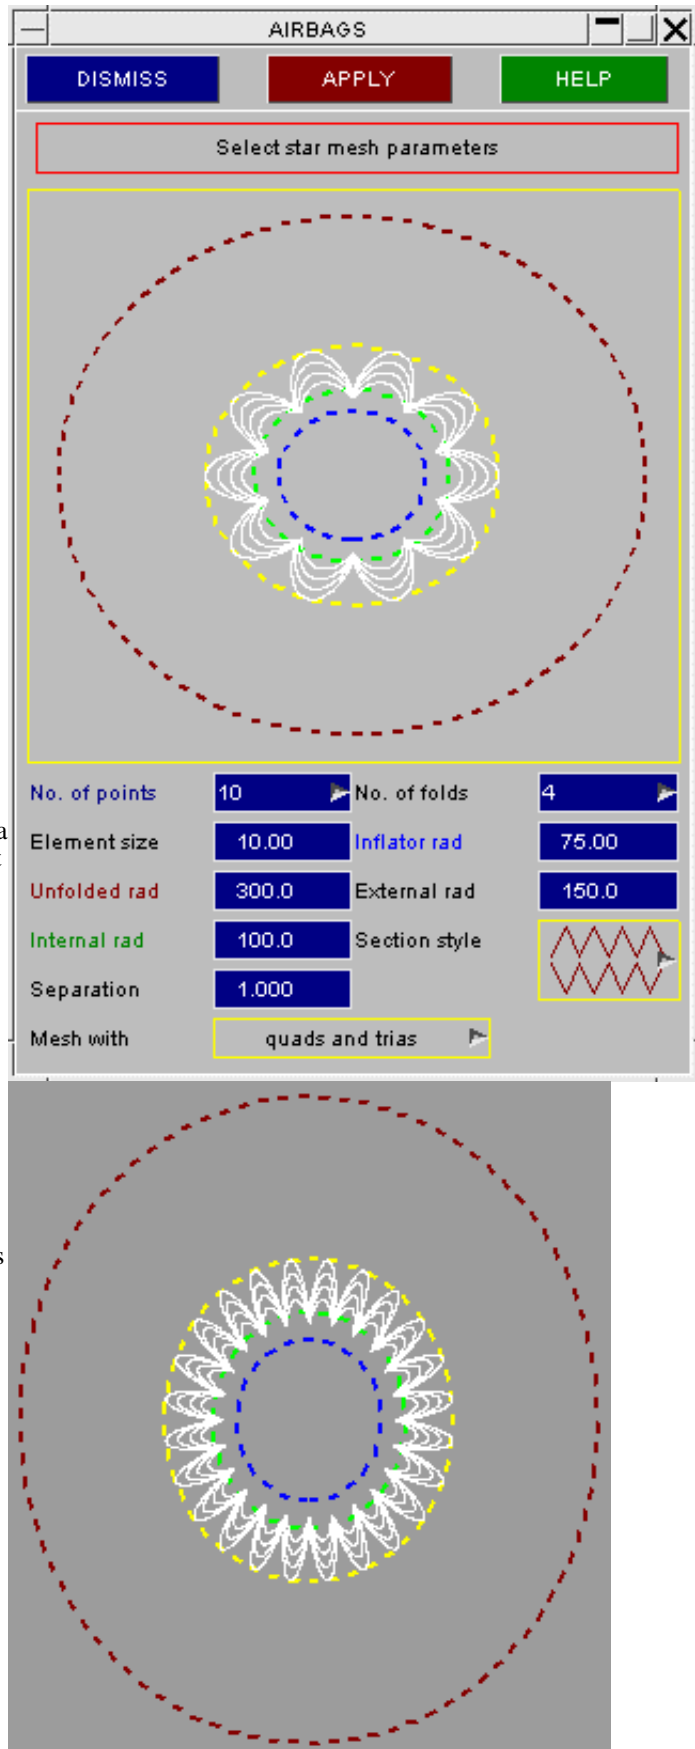 AIRBAGS
DISMISS APPLY HELP
Select star mesh parameters
No. of points 10 No. of folds 4
a
Element size 10.00 Inflator rad 75.00
Unfolded rad 300.0 External rad 150.0
Internal rad 100.0 Section style
Separation 1.000
Mesh with quads and trias
s